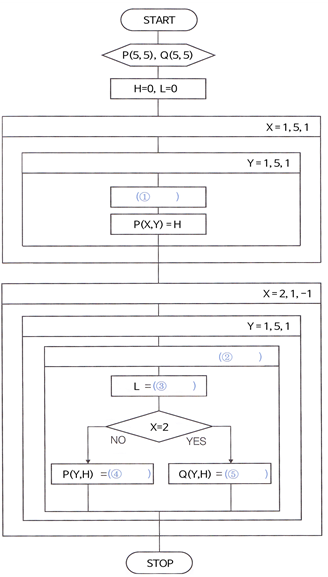 START
P(5, 5), Q(5, 5)
H=0, L=0
X = 1, 5, 1
Y = 1, 5, 1
(① )
P(X,Y) = H
X = 2, 1, -1
Y = 1, 5, 1
(② )
L = (③ )
X=2
NO YES
P(Y,H) = (④ ) Q(Y,H) = (⑤ )
STOP